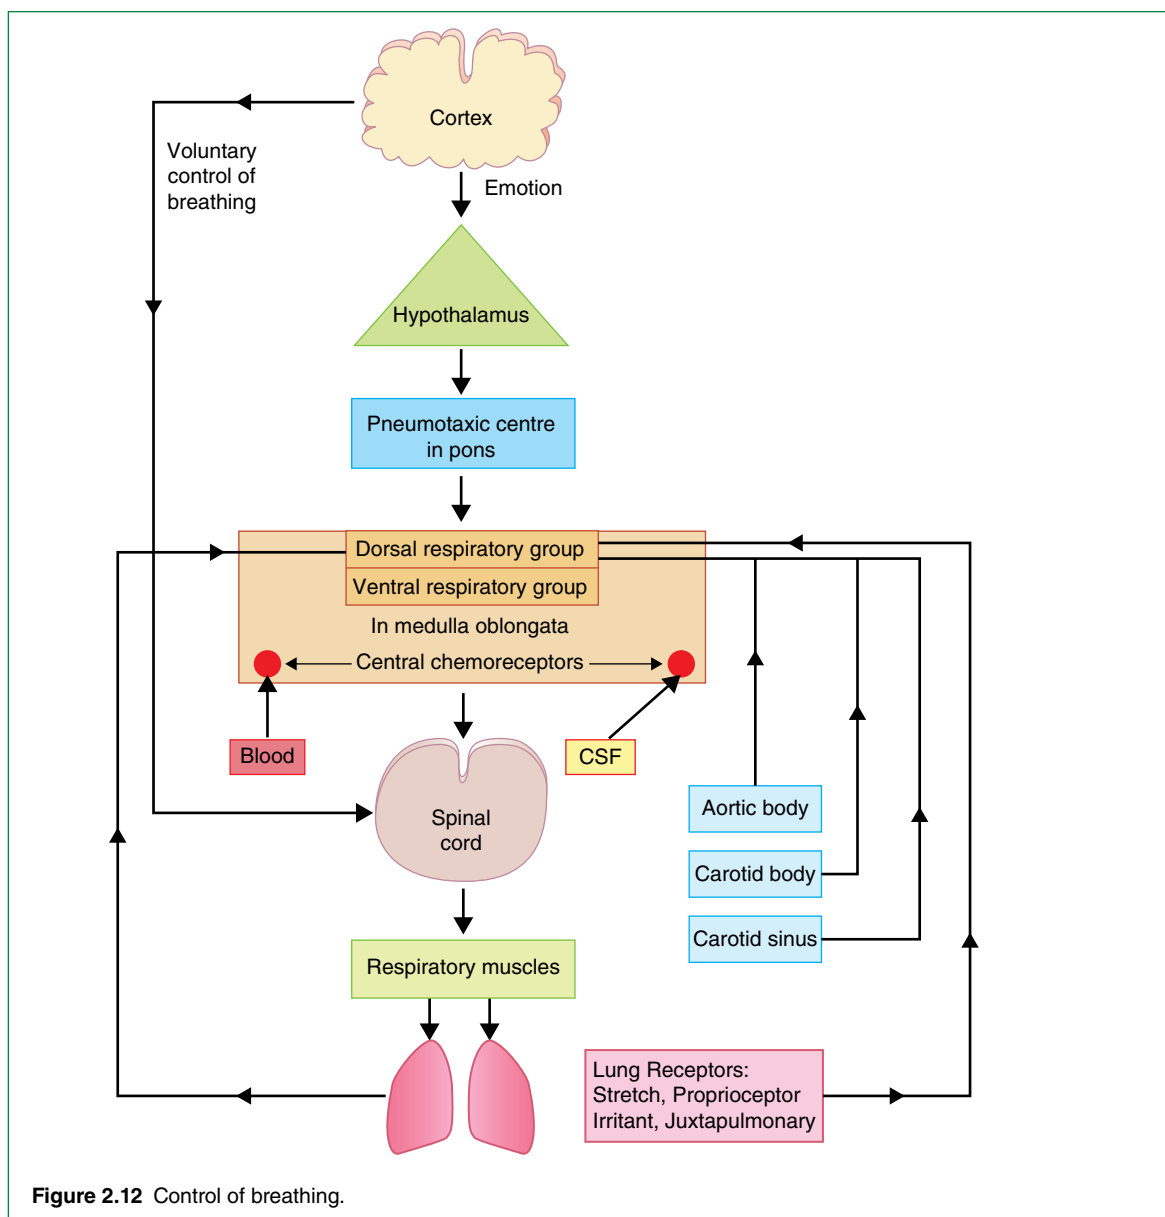 Cortex
Voluntary
control of
breathing
Emotion
Hypothalamus
Pneumotaxic centre
in pons
Dorsal respiratory group
Ventral respiratory group
In medulla oblongata
Central chemoreceptors
Blood
CSF
Spinal
cord
Aortic body
Carotid body
Carotid sinus
Respiratory muscles
Lung Receptors:
Stretch, Proprioceptor
Irritant, Juxtapulmonary
Figure 2.12 Control of breathing.